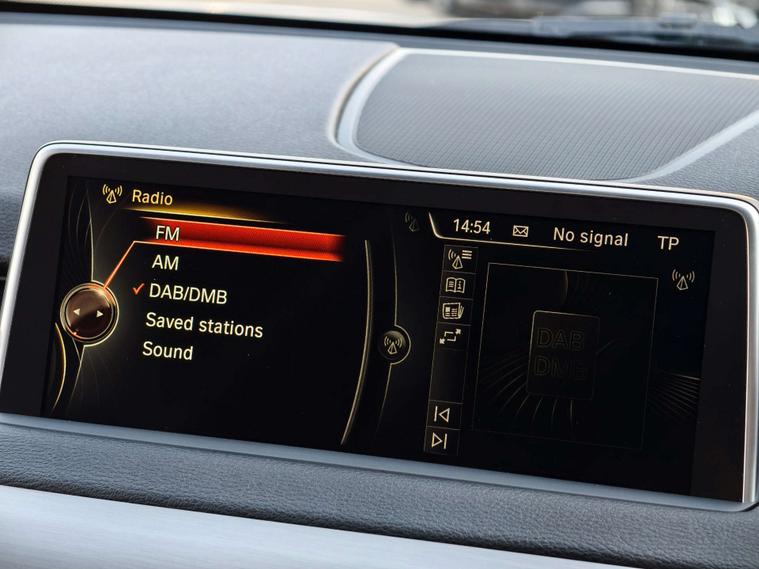 Radio
FM
AM
DAB/DMB
Saved stations
Sound
14:54 No signal TP
DAB
DMB